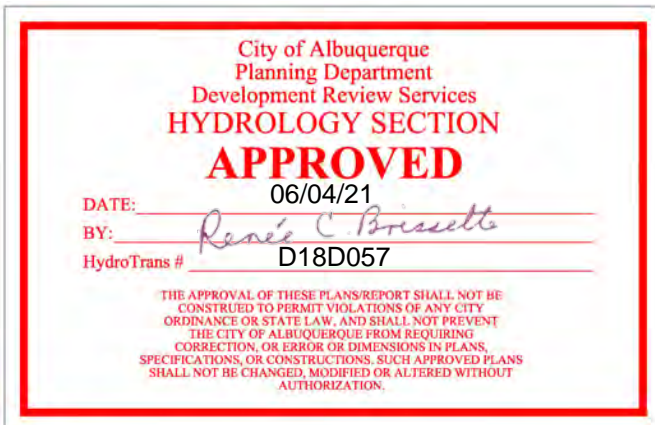 City of Albuquerque
Planning Department
Development Review Services
HYDROLOGY SECTION
APPROVED
DATE: 06/04/21
BY: Renée C. Brissette
HydroTrans # D18D057
THE APPROVAL OF THESE PLANS/REPORT SHALL NOT BE
CONSTRUED TO PERMIT VIOLATIONS OF ANY CITY
ORDINANCE OR STATE LAW, AND SHALL NOT PREVENT
THE CITY OF ALBUQUERQUE FROM REQUIRING
CORRECTION, OR ERROR OR DIMENSIONS IN PLANS,
SPECIFICATIONS, OR CONSTRUCTIONS. SUCH APPROVED PLANS
SHALL NOT BE CHANGED, MODIFIED OR ALTERED WITHOUT
AUTHORIZATION.